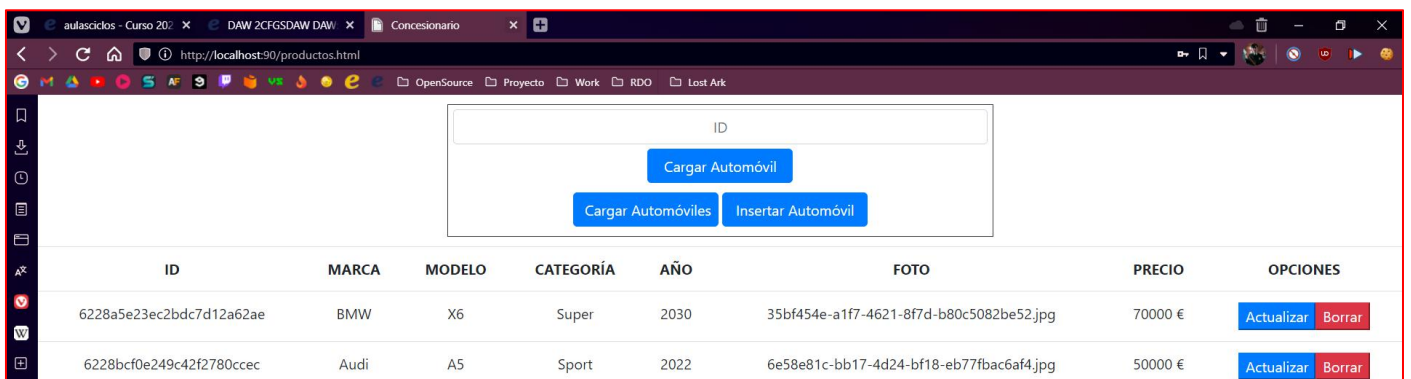 aulasciclos - Curso 202 DAW 2CFGSDAW DAW Concesionario
http://localhost:90/productos.html
OpenSource Proyecto Work RDO Lost Ark
ID
Cargar Automóvil
Cargar Automóviles Insertar Automóvil
ID MARCA MODELO CATEGORÍA AÑO FOTO PRECIO OPCIONES
6228a5e23ec2bdc7d12a62ae BMW X6 Super 2030 35bf454e-a1f7-4621-8f7d-b80c5082be52.jpg 70000 € Actualizar Borrar
6228bcf0e249c42f2780ccec Audi A5 Sport 2022 6e58e81c-bb17-4d24-bf18-eb77fbac6af4.jpg 50000 € Actualizar Borrar